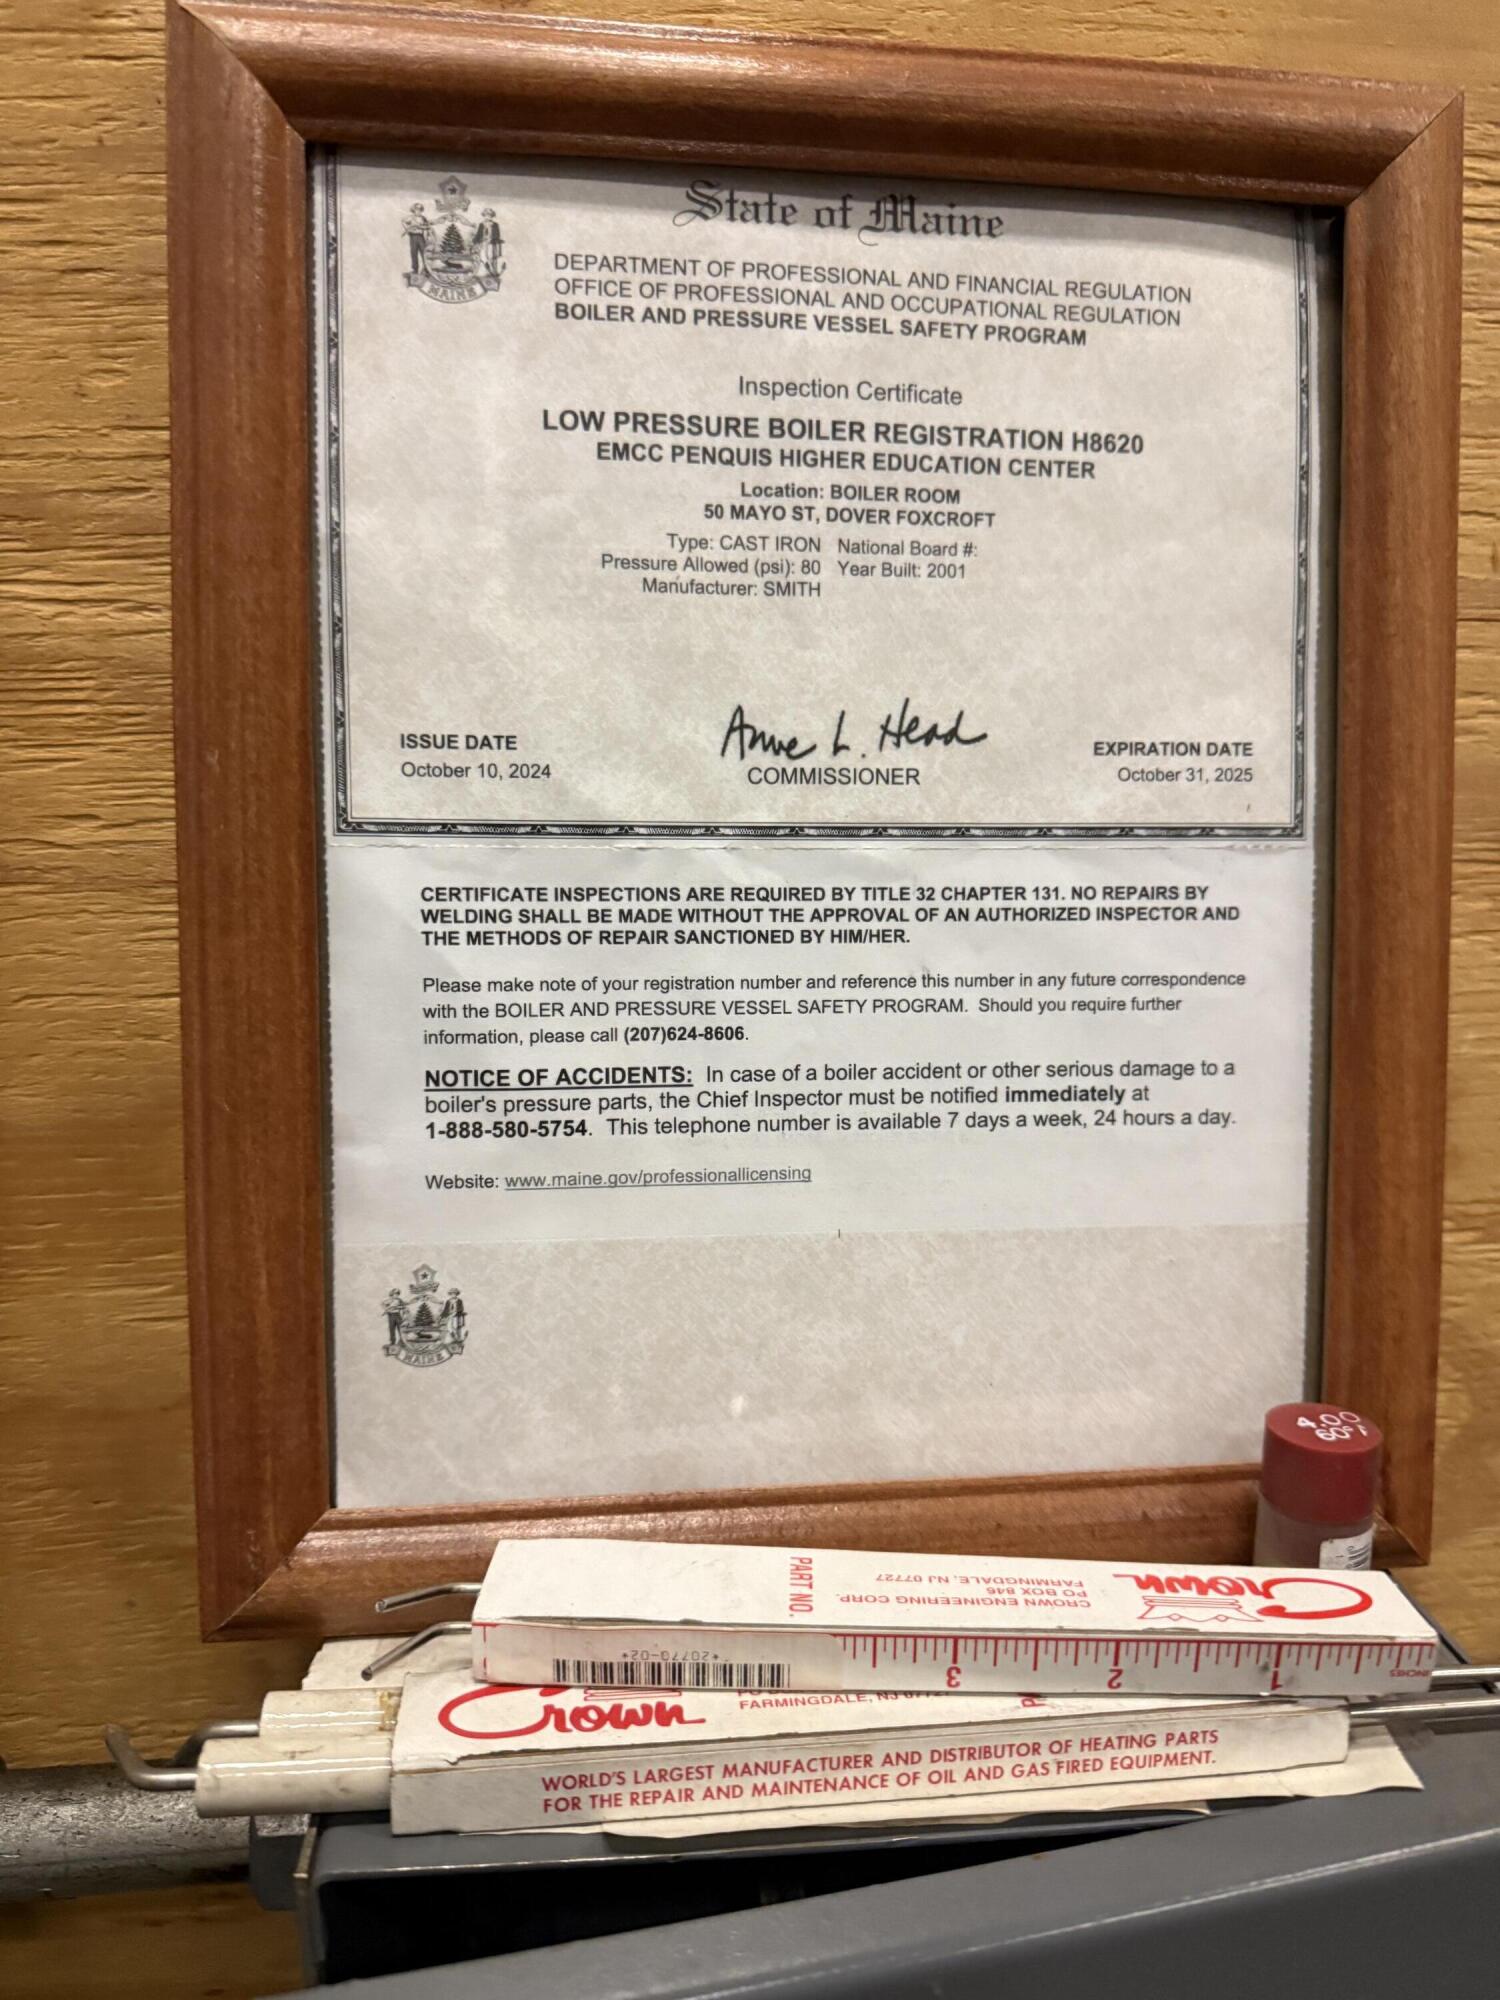 State of Maine
MAINE
DEPARTMENT OF PROFESSIONAL AND FINANCIAL REGULATION
OFFICE OF PROFESSIONAL AND OCCUPATIONAL REGULATION
BOILER AND PRESSURE VESSEL SAFETY PROGRAM
Inspection Certificate
LOW PRESSURE BOILER REGISTRATION H8620
EMCC PENQUIS HIGHER EDUCATION CENTER
Location: BOILER ROOM
50 MAYO ST, DOVER FOXCROFT
Type: CAST IRON National Board #:
Pressure Allowed (psi): 80 Year Built: 2001
Manufacturer: SMITH
Anne L. Head
ISSUE DATE COMMISSIONER EXPIRATION DATE
October 10, 2024 October 31, 2025
CERTIFICATE INSPECTIONS ARE REQUIRED BY TITLE 32 CHAPTER 131. NO REPAIRS BY
WELDING SHALL BE MADE WITHOUT THE APPROVAL OF AN AUTHORIZED INSPECTOR AND
THE METHODS OF REPAIR SANCTIONED BY HIM/HER.
Please make note of your registration number and reference this number in any future correspondence
with the BOILER AND PRESSURE VESSEL SAFETY PROGRAM. Should you require further
information, please call (207)624-8606.
NOTICE OF ACCIDENTS: In case of a boiler accident or other serious damage to a
boiler's pressure parts, the Chief Inspector must be notified immediately at
1-888-580-5754. This telephone number is available 7 days a week, 24 hours a day.
Website: www.maine.gov/professionallicensing
MAINE
4.00
60°
Crown
CROWN ENGINEERING CORP.
PO BOX 846
FARMINGDALE, NJ 07727
PART NO.
INCHES 1 2 3
*20770-02*
Crown
FARMINGDALE, NJ
WORLD'S LARGEST MANUFACTURER AND DISTRIBUTOR OF HEATING PARTS
FOR THE REPAIR AND MAINTENANCE OF OIL AND GAS FIRED EQUIPMENT.